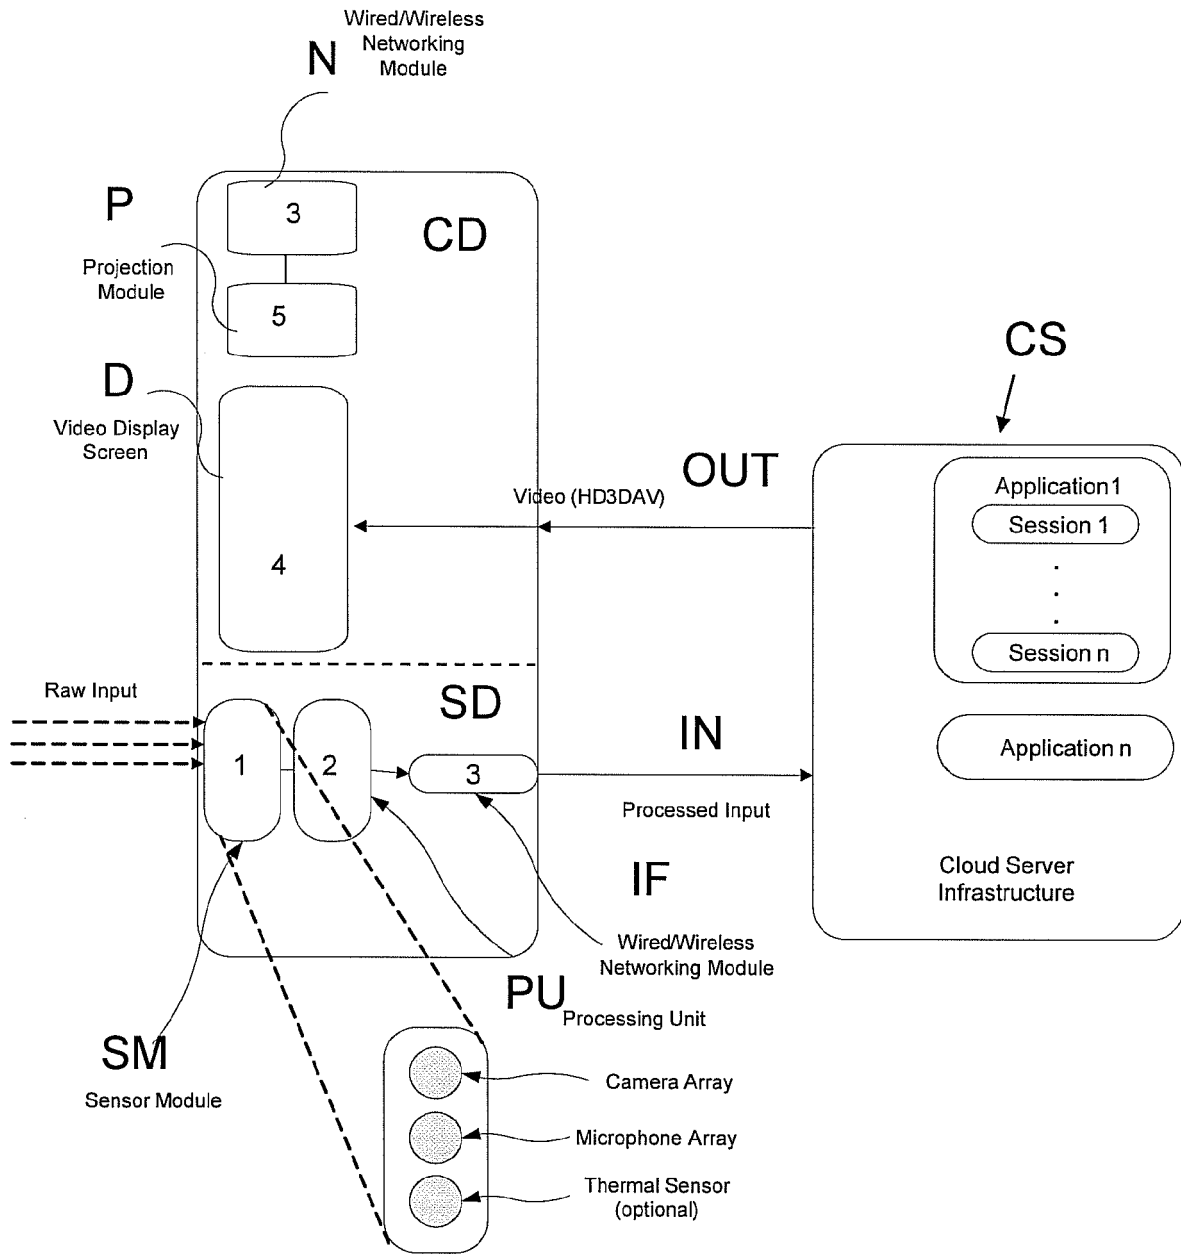 Wired/Wireless
Networking
Module
N
P
3
CD
Projection
Module
5
CS
D
Video Display
Screen
OUT
Video (HD3DAV)
4
Application1
Session 1
.
.
.
Session n
Application n
Cloud Server
Infrastructure
Raw Input
SD
IN
1
2
3
Processed Input
IF
Wired/Wireless
Networking Module
PU
Processing Unit
SM
Sensor Module
Camera Array
Microphone Array
Thermal Sensor
(optional)